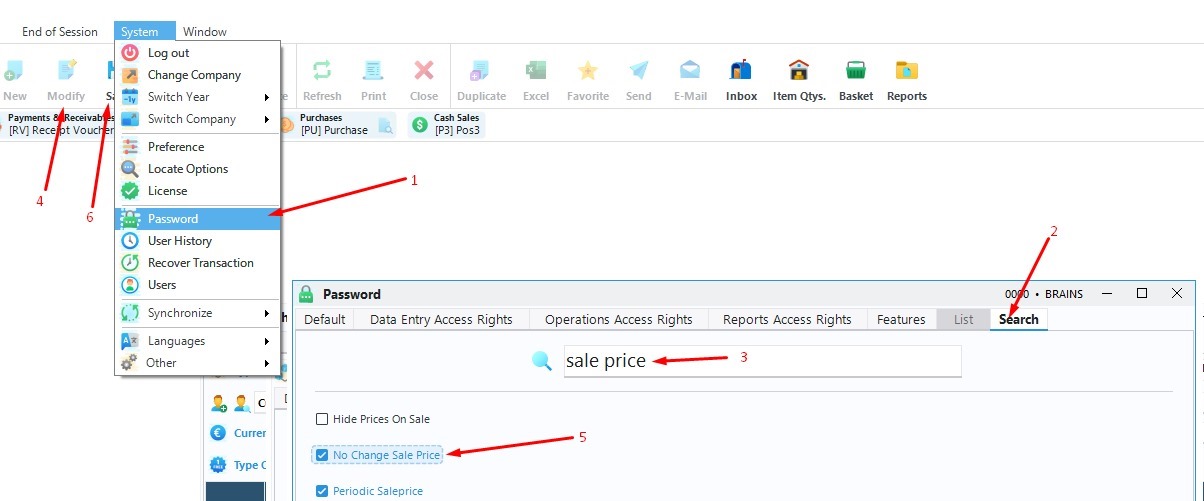 End of Session System Window
Log out
Change Company
Switch Year
Switch Company
Preference
Locate Options
License
Password
User History
Recover Transaction
Users
Synchronize
Languages
Other
New Modify Refresh Print Close Duplicate Excel Favorite Send E-Mail Inbox Item Qtys. Basket Reports
Payments & Receivables
[RV] Receipt Voucher
Purchases
[PU] Purchase
Cash Sales
[P3] Pos3
4
6
1
2
Password 0000 • BRAINS
Default Data Entry Access Rights Operations Access Rights Reports Access Rights Features List Search
sale price 3
Hide Prices On Sale
No Change Sale Price 5
Periodic Saleprice